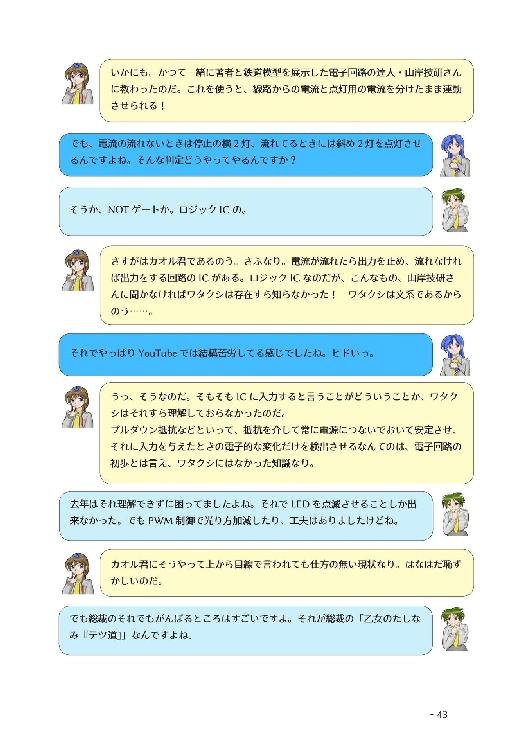 いかにも、かつて一緒に著者と鉄道模型を展示した電子回路の達人・山岸技研さん
に教わったのだ。これを使うと、線路からの電流と点灯用の電流を分けたまま連動
させられる！
でも、電流の流れないときは停止の横２灯、流れてるときには斜め２灯を点灯させ
るんですよね。そんな判定どうやってやるんですか？
そうか、NOT ゲートか。ロジック IC の。
さすがはカオル君であるのう。さふなり。電流が流れたら出力を止め、流れなけれ
ば出力をする回路の IC がある。ロジック IC なのだが、こんなもの、山岸技研さ
んに聞かなければワタクシは存在すら知らなかった！　ワタクシは文系であるから
のう……。
それでやっぱり YouTube では結構苦労してる感じでしたね。ヒドいっ。
うっ、そうなのだ。そもそも IC に入力すると言うことがどういうことか、ワタク
シはそれすら理解しておらなかったのだ。
プルダウン抵抗などといって、抵抗を介して常に電源につないでおいて安定させ、
それに入力を与えたときの電子的な変化だけを検出させるなんてのは、電子回路の
初歩とは言え、ワタクシにはなかった知識なり。
去年はそれ理解できずに困ってましたよね。それで LED を点滅させることしか出
来なかった。でも PWM 制御で光り方加減したり、工夫はありましたけどね。
カオル君にそうやって上から目線で言われても仕方の無い現状なり。はなはだ恥ず
かしいのだ。
でも総裁のそれでもがんばるところはすごいですよ。それが総裁の「乙女のたしな
み『テツ道』」なんですよね。
- 43